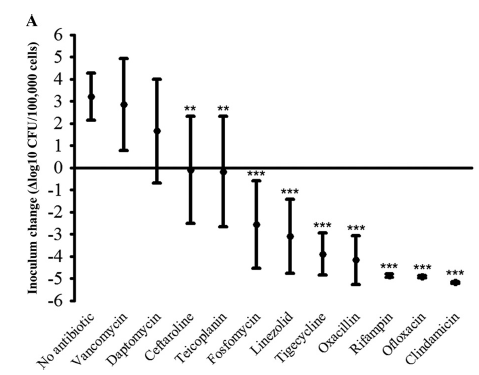 A
Inoculum change (Δlog10 CFU/100,000 cells)
6
5
4
3
2
1
0
-1
-2
-3
-4
-5
-6
**
**
***
***
***
***
***
***
***
No antibiotic
Vancomycin
Daptomycin
Ceftaroline
Teicoplanin
Fosfomycin
Linezolid
Tigecycline
Oxacillin
Rifampin
Ofloxacin
Clindamicin